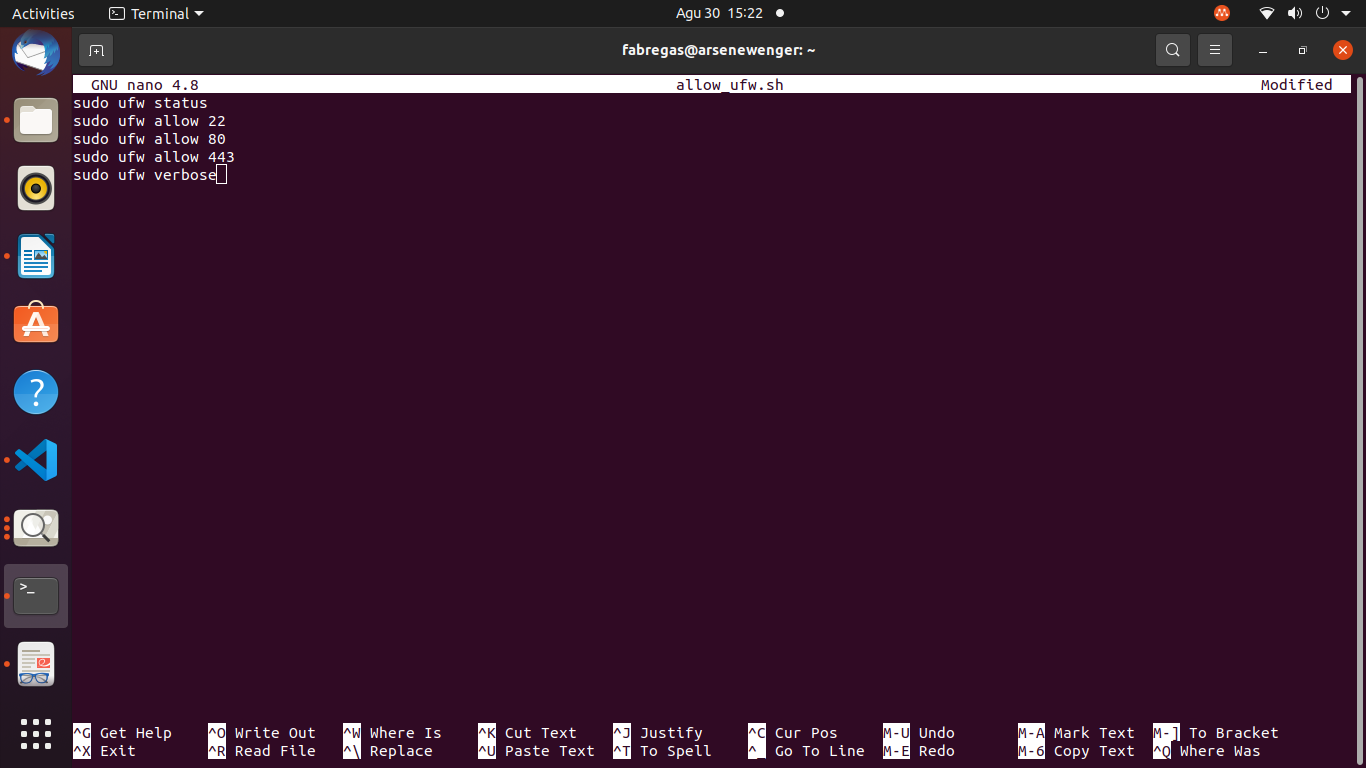 Activities Terminal Agu 30 15:22
fabregas@arsenewenger: ~
GNU nano 4.8 allow_ufw.sh Modified
sudo ufw status
sudo ufw allow 22
sudo ufw allow 80
sudo ufw allow 443
sudo ufw verbose
^G Get Help ^O Write Out ^W Where Is ^K Cut Text ^J Justify ^C Cur Pos M-U Undo M-A Mark Text M-] To Bracket
^X Exit ^R Read File ^\ Replace ^U Paste Text ^T To Spell ^_ Go To Line M-E Redo M-6 Copy Text ^Q Where Was